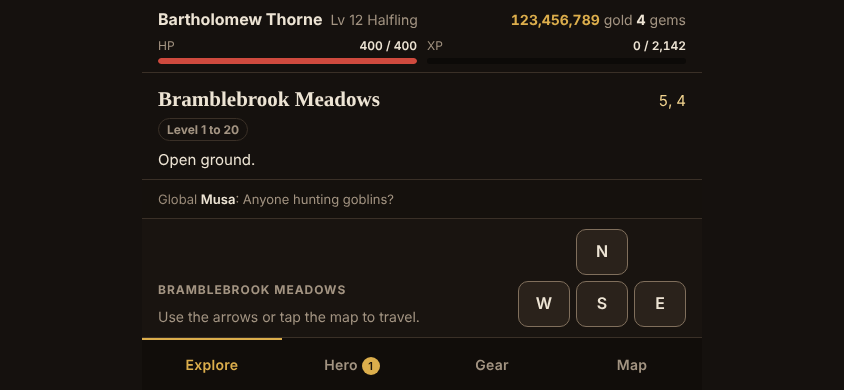 Bartholomew Thorne Lv 12 Halfling 123,456,789 gold 4 gems
HP 400 / 400 XP 0 / 2,142
Bramblebrook Meadows 5, 4
Level 1 to 20
Open ground.
Global Musa: Anyone hunting goblins?
N
BRAMBLEBROOK MEADOWS
W S E
Use the arrows or tap the map to travel.
Explore Hero 1 Gear Map